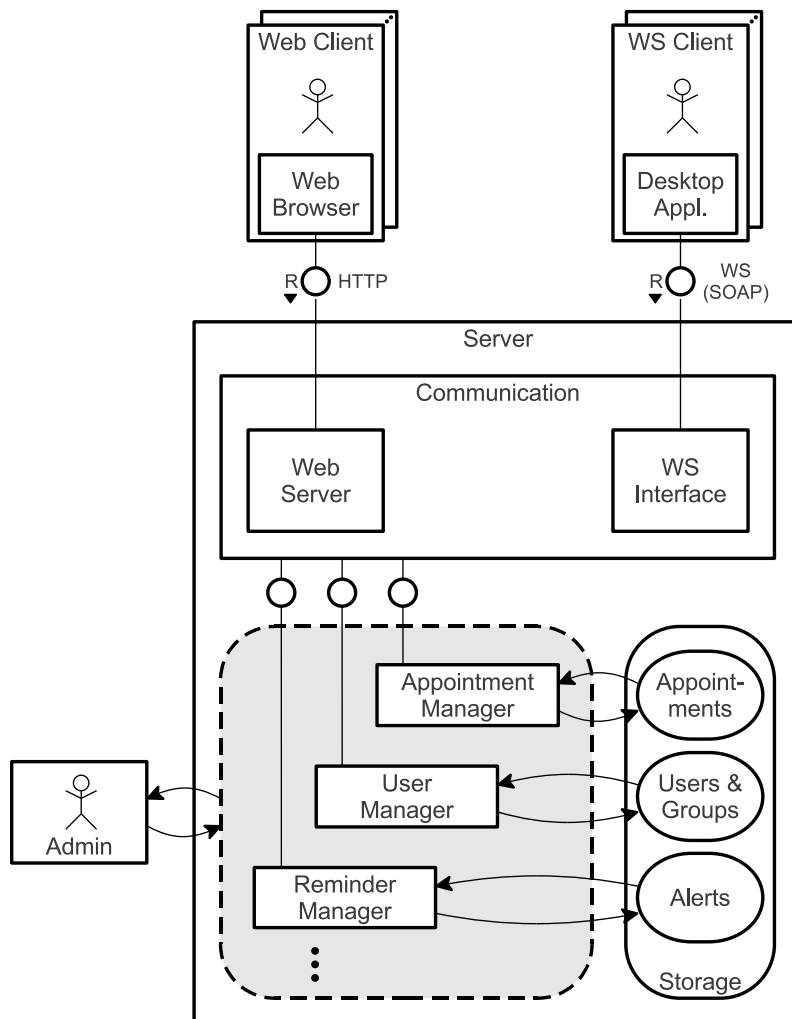 Web Client
WS Client
Web
Browser
Desktop
Appl.
R
HTTP
R
WS
(SOAP)
Server
Communication
Web
Server
WS
Interface
Appointment
Manager
Appoint-
ments
User
Manager
Users &
Groups
Admin
Reminder
Manager
Alerts
Storage